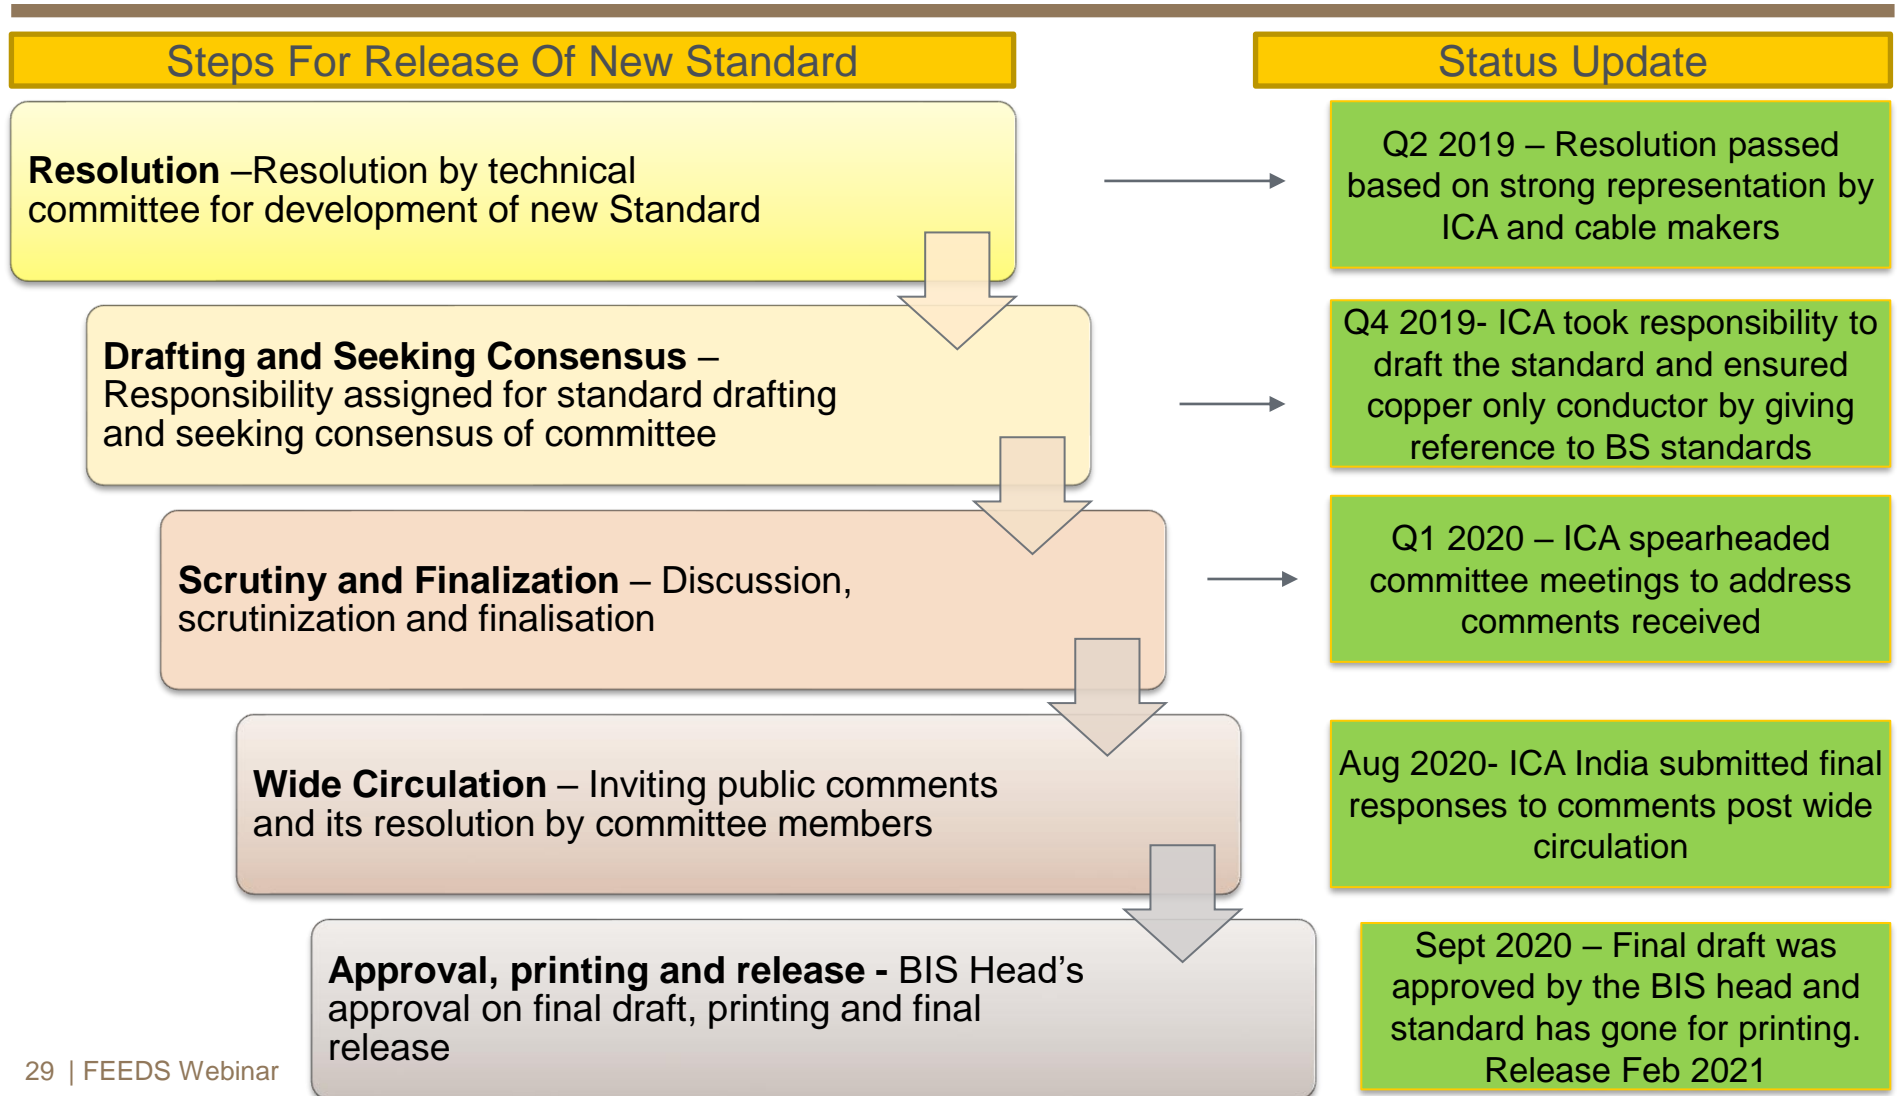 Steps For Release Of New Standard
Status Update
Resolution –Resolution by technical
committee for development of new Standard
Q2 2019 – Resolution passed
based on strong representation by
ICA and cable makers
Drafting and Seeking Consensus –
Responsibility assigned for standard drafting
and seeking consensus of committee
Q4 2019- ICA took responsibility to
draft the standard and ensured
copper only conductor by giving
reference to BS standards
Scrutiny and Finalization – Discussion,
scrutinization and finalisation
Q1 2020 – ICA spearheaded
committee meetings to address
comments received
Wide Circulation – Inviting public comments
and its resolution by committee members
Aug 2020- ICA India submitted final
responses to comments post wide
circulation
Approval, printing and release - BIS Head’s
approval on final draft, printing and final
release
Sept 2020 – Final draft was
approved by the BIS head and
standard has gone for printing.
Release Feb 2021
29 | FEEDS Webinar